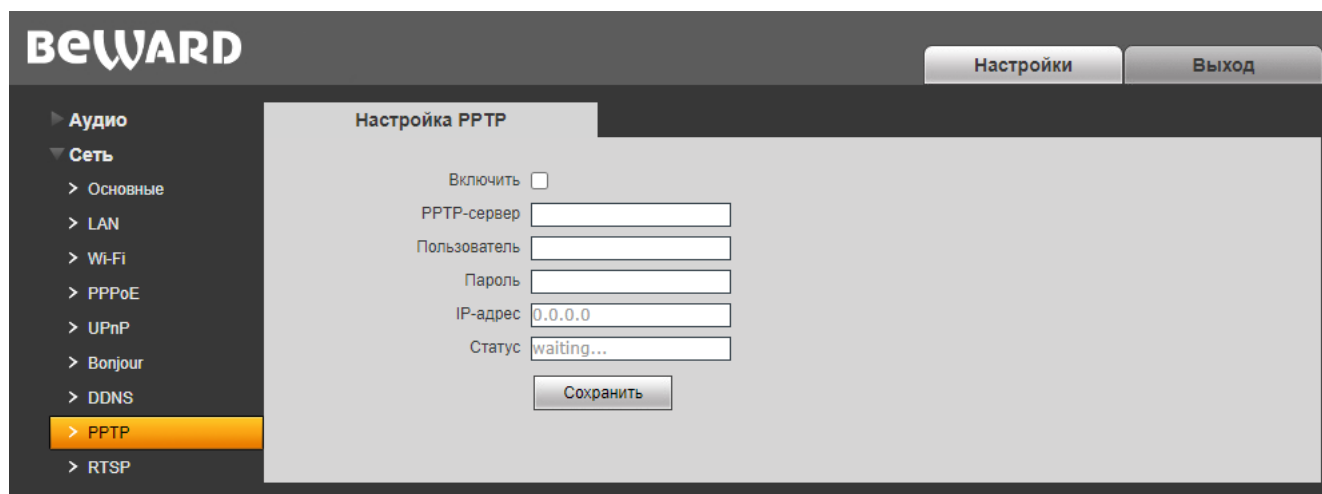 BEWARD
Настройки
Выход
Аудио
Сеть
> Основные
> LAN
> Wi-Fi
> PPPoE
> UPnP
> Bonjour
> DDNS
> PPTP
> RTSP
Настройка PPTP
Включить
PPTP-сервер
Пользователь
Пароль
IP-адрес 0.0.0.0
Статус waiting...
Сохранить